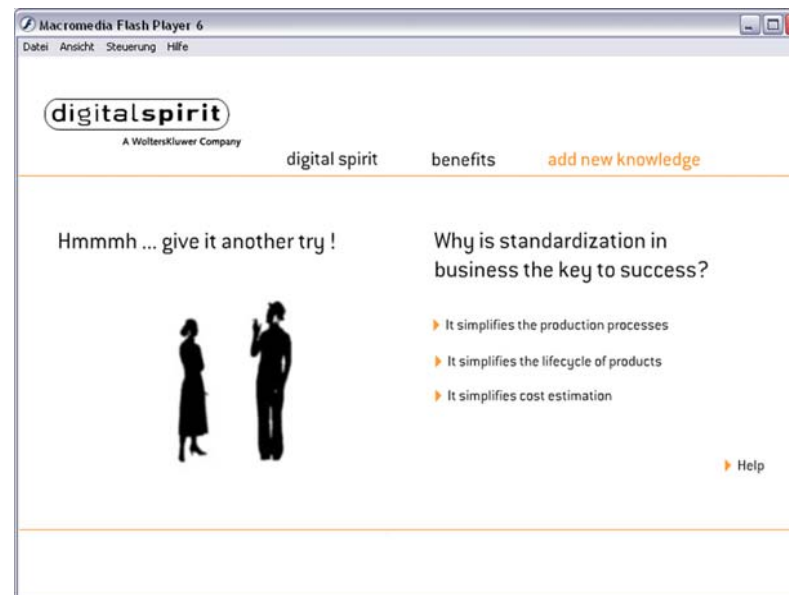 Macromedia Flash Player 6
Datei Ansicht Steuerung Hilfe
digitalspirit
A WoltersKluwer Company
digital spirit benefits add new knowledge
Hmmmh ... give it another try !
Why is standardization in
business the key to success?
It simplifies the production processes
It simplifies the lifecycle of products
It simplifies cost estimation
Help